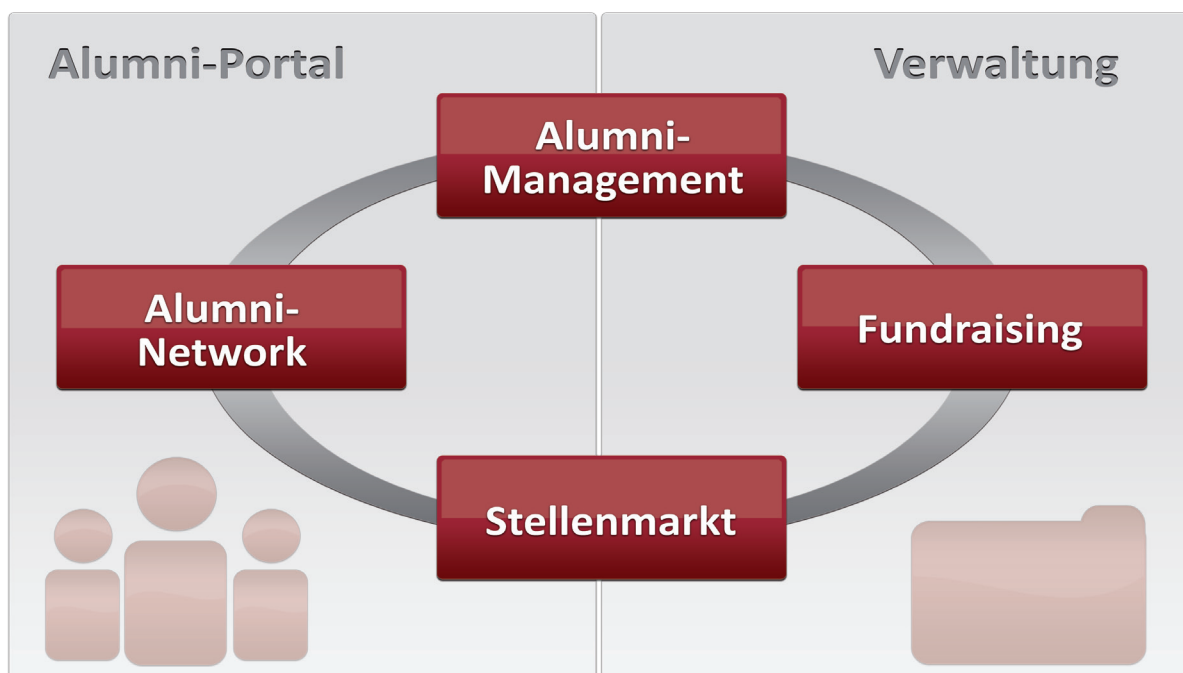 Alumni-Portal
Verwaltung
Alumni-
Management
Alumni-
Network
Fundraising
Stellenmarkt